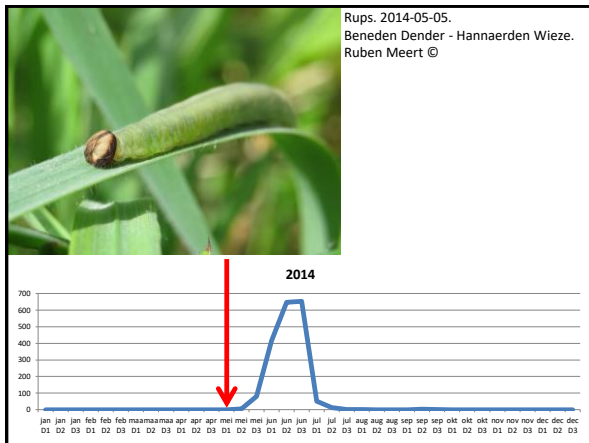 Rups. 2014-05-05.
Beneden Dender - Hannaerden Wieze.
Ruben Meert ©
2014
700
600
500
400
300
200
100
0
jan jan jan feb feb feb maa maa maa apr apr apr mei mei mei jun jun jun jul jul jul aug aug aug sep sep sep okt okt okt nov nov nov dec dec dec
D1 D2 D3 D1 D2 D3 D1 D2 D3 D1 D2 D3 D1 D2 D3 D1 D2 D3 D1 D2 D3 D1 D2 D3 D1 D2 D3 D1 D2 D3 D1 D2 D3 D1 D2 D3